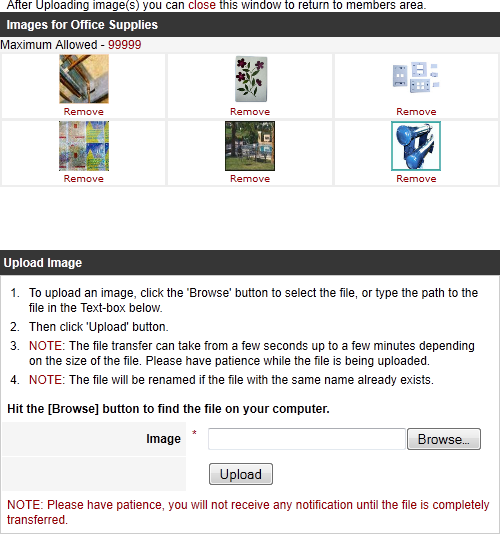 After Uploading image(s) you can close this window to return to members area.
Images for Office Supplies
Maximum Allowed - 99999
Remove Remove Remove
Remove Remove Remove
Upload Image
1. To upload an image, click the 'Browse' button to select the file, or type the path to the
file in the Text-box below.
2. Then click 'Upload' button.
3. NOTE: The file transfer can take from a few seconds up to a few minutes depending
on the size of the file. Please have patience while the file is being uploaded.
4. NOTE: The file will be renamed if the file with the same name already exists.
Hit the [Browse] button to find the file on your computer.
Image * Browse...
Upload
NOTE: Please have patience, you will not receive any notification until the file is completely
transferred.